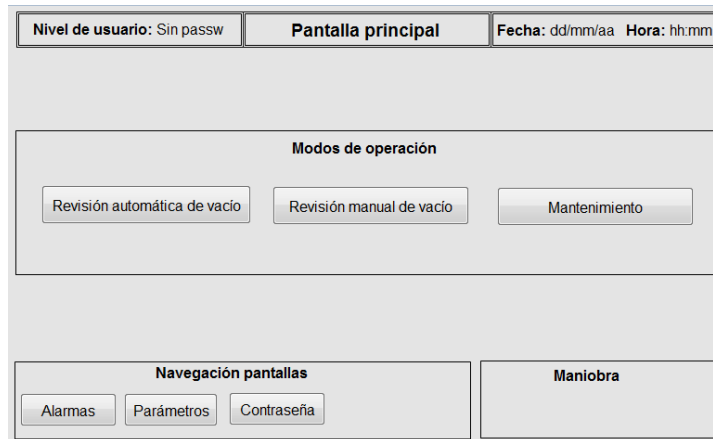 Nivel de usuario: Sin passw
Pantalla principal
Fecha: dd/mm/aa Hora: hh:mm
Modos de operación
Revisión automática de vacío
Revisión manual de vacío
Mantenimiento
Navegación pantallas
Maniobra
Alarmas
Parámetros
Contraseña